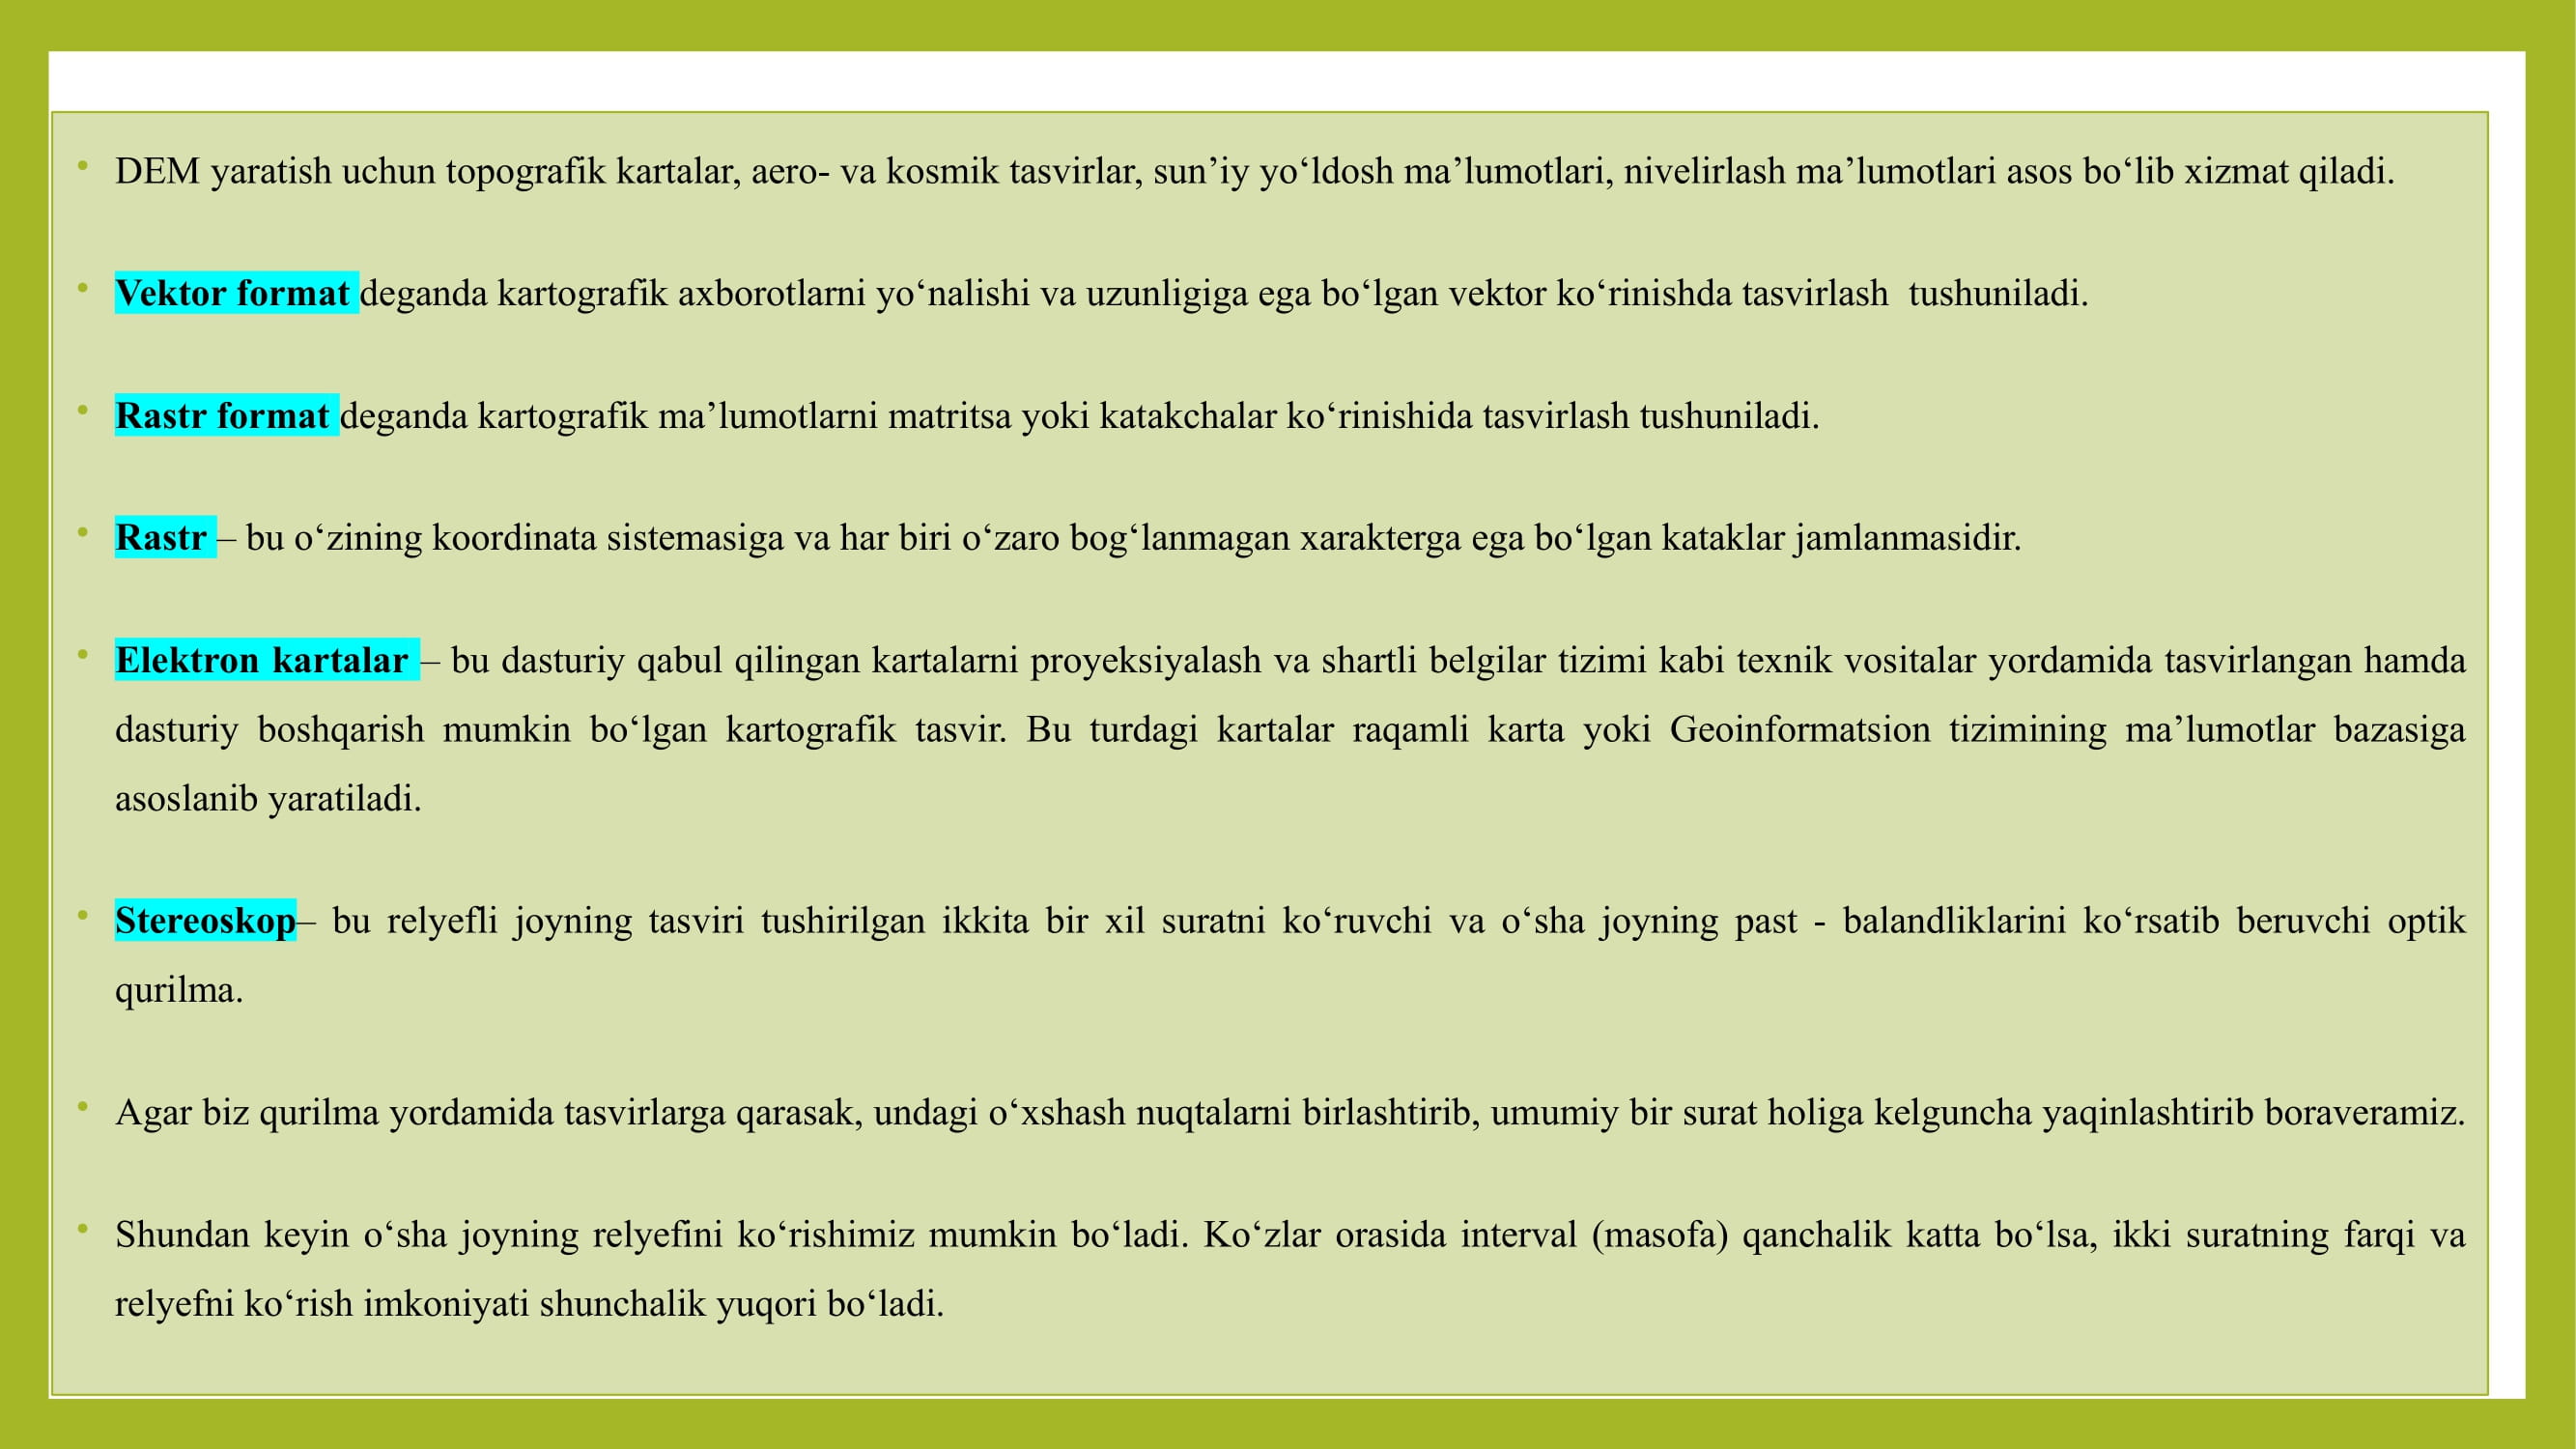 • DEM yaratish uchun topografik kartalar, aero- va kosmik tasvirlar, sun’iy yo‘ldosh ma’lumotlari, nivelirlash ma’lumotlari asos bo‘lib xizmat qiladi.
• Vektor format deganda kartografik axborotlarni yo‘nalishi va uzunligiga ega bo‘lgan vektor ko‘rinishda tasvirlash  tushuniladi.
• Rastr format deganda kartografik ma’lumotlarni matritsa yoki katakchalar ko‘rinishida tasvirlash tushuniladi.
• Rastr – bu o‘zining koordinata sistemasiga va har biri o‘zaro bog‘lanmagan xarakterga ega bo‘lgan kataklar jamlanmasidir.
• Elektron kartalar – bu dasturiy qabul qilingan kartalarni proyeksiyalash va shartli belgilar tizimi kabi texnik vositalar yordamida tasvirlangan hamda
dasturiy boshqarish mumkin bo‘lgan kartografik tasvir. Bu turdagi kartalar raqamli karta yoki Geoinformatsion tizimining ma’lumotlar bazasiga
asoslanib yaratiladi.
• Stereoskop– bu relyefli joyning tasviri tushirilgan ikkita bir xil suratni ko‘ruvchi va o‘sha joyning past - balandliklarini ko‘rsatib beruvchi optik
qurilma.
• Agar biz qurilma yordamida tasvirlarga qarasak, undagi o‘xshash nuqtalarni birlashtirib, umumiy bir surat holiga kelguncha yaqinlashtirib boraveramiz.
• Shundan keyin o‘sha joyning relyefini ko‘rishimiz mumkin bo‘ladi. Ko‘zlar orasida interval (masofa) qanchalik katta bo‘lsa, ikki suratning farqi va
relyefni ko‘rish imkoniyati shunchalik yuqori bo‘ladi.